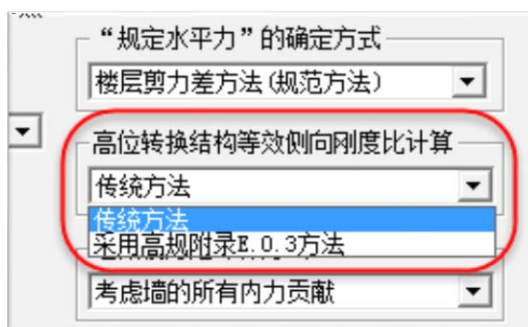 “规定水平力”的确定方式
楼层剪力差方法(规范方法)
高位转换结构等效侧向刚度比计算
传统方法
传统方法
采用高规附录E.0.3方法
考虑墙的所有内力贡献